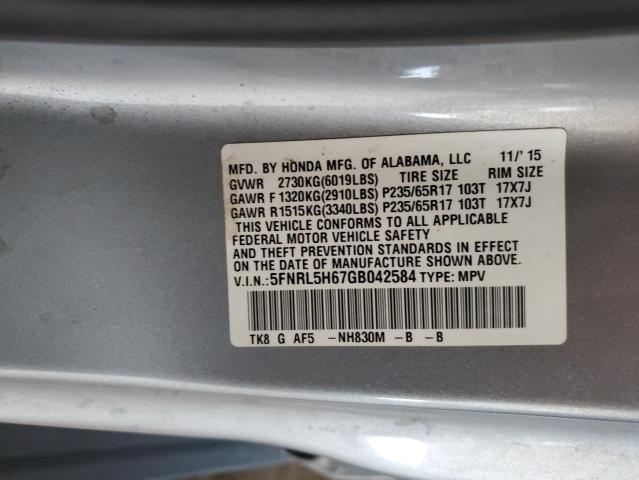 MFD. BY HONDA MFG. OF ALABAMA, LLC 11/'15
GVWR 2730KG(6019LBS) TIRE SIZE RIM SIZE
GAWR F 1320KG(2910LBS) P235/65R17 103T 17X7J
GAWR R1515KG(3340LBS) P235/65R17 103T 17X7J
THIS VEHICLE CONFORMS TO ALL APPLICABLE
FEDERAL MOTOR VEHICLE SAFETY
AND THEFT PREVENTION STANDARDS IN EFFECT
ON THE DATE OF MANUFACTURE SHOWN ABOVE.
V.I.N.:5FNRL5H67GB042584 TYPE: MPV
TK8 G AF5 -NH830M -B -B